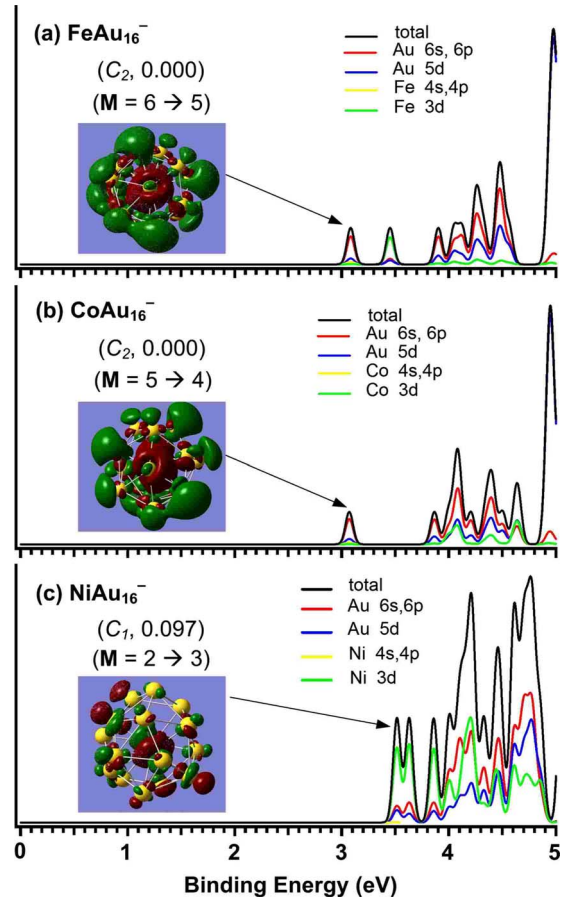 (a) FeAu₁₆⁻
(C₂, 0.000)
(M = 6 → 5)
total
Au 6s, 6p
Au 5d
Fe 4s,4p
Fe 3d
(b) CoAu₁₆⁻
(C₂, 0.000)
(M = 5 → 4)
total
Au 6s, 6p
Au 5d
Co 4s,4p
Co 3d
(c) NiAu₁₆⁻
(C₁, 0.097)
(M = 2 → 3)
total
Au 6s,6p
Au 5d
Ni 4s,4p
Ni 3d
0 1 2 3 4 5
Binding Energy (eV)